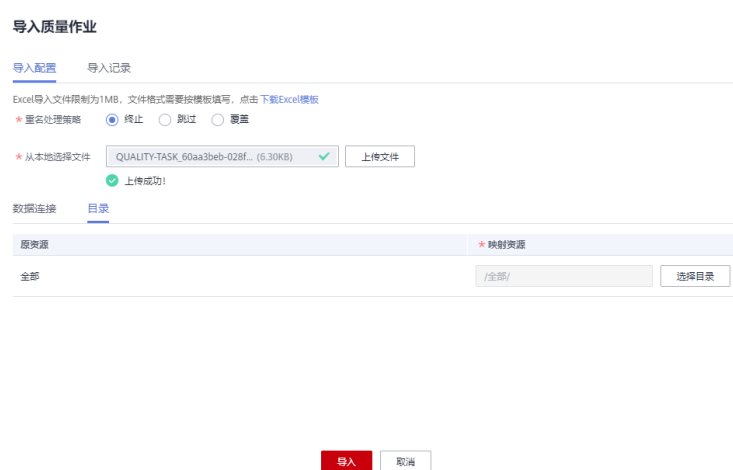 导入质量作业
导入配置 导入记录
Excel导入文件限制为1MB，文件格式需要按模板填写，点击 下载Excel模板
* 重名处理策略 终止 跳过 覆盖
* 从本地选择文件 QUALITY-TASK_60aa3beb-028f... (6.30KB) 上传文件
上传成功!
数据连接 目录
原资源 * 映射资源
全部 /全部/ 选择目录
导入 取消